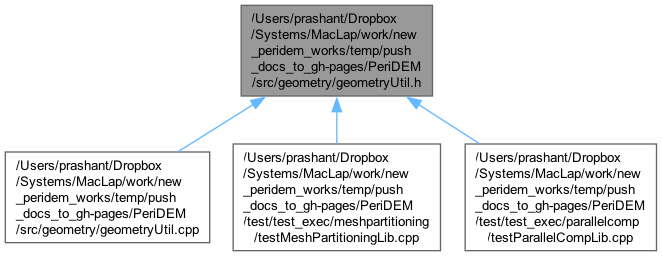 /Users/prashant/Dropbox
/Systems/MacLap/work/new
_peridem_works/temp/push
_docs_to_gh-pages/PeriDEM
/src/geometry/geometryUtil.h
/Users/prashant/Dropbox
/Systems/MacLap/work/new
_peridem_works/temp/push
_docs_to_gh-pages/PeriDEM
/src/geometry/geometryUtil.cpp
/Users/prashant/Dropbox
/Systems/MacLap/work/new
_peridem_works/temp/push
_docs_to_gh-pages/PeriDEM
/test/test_exec/meshpartitioning
/testMeshPartitioningLib.cpp
/Users/prashant/Dropbox
/Systems/MacLap/work/new
_peridem_works/temp/push
_docs_to_gh-pages/PeriDEM
/test/test_exec/parallelcomp
/testParallelCompLib.cpp